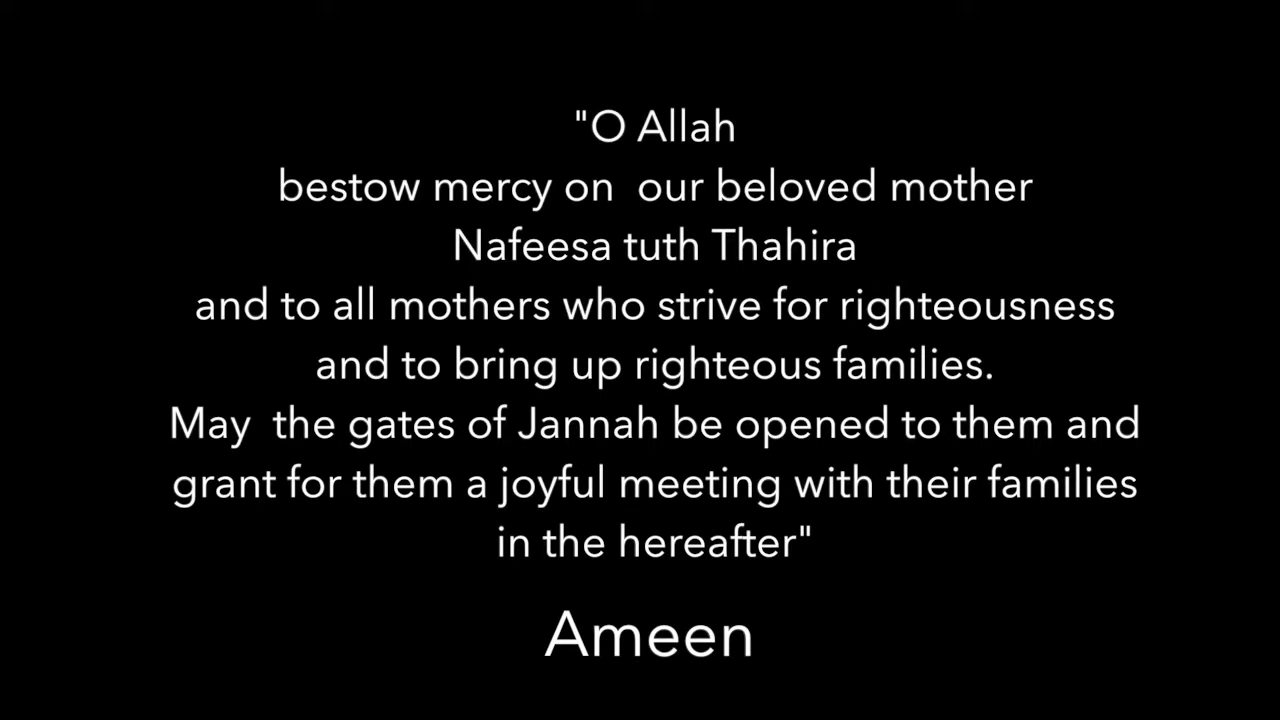 "O Allah
bestow mercy on  our beloved mother
Nafeesa tuth Thahira
and to all mothers who strive for righteousness
and to bring up righteous families.
May  the gates of Jannah be opened to them and
grant for them a joyful meeting with their families
in the hereafter"
Ameen